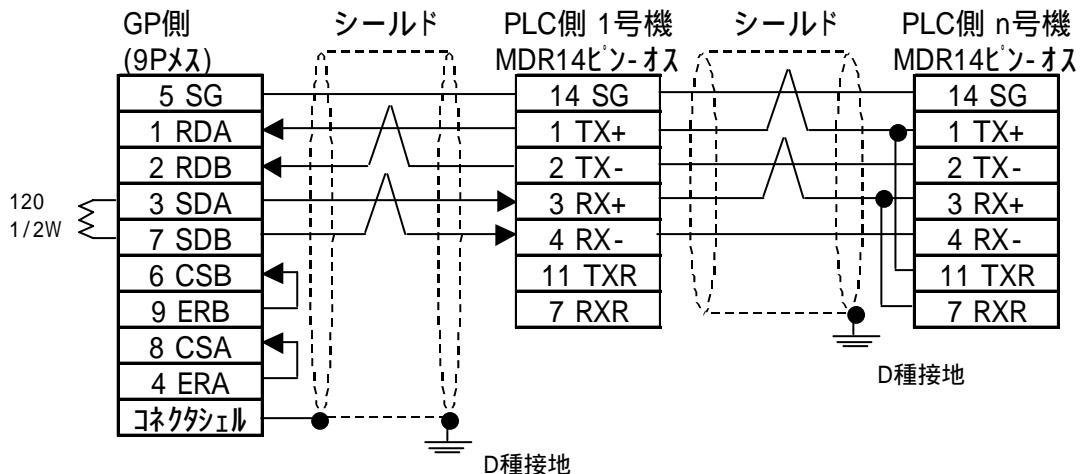 GP側
(9Pメス)
シールド
PLC側 1号機
MDR14ピン-オス
シールド
PLC側 n号機
MDR14ピン-オス
5 SG
1 RDA
2 RDB
3 SDA
7 SDB
6 CSB
9 ERB
8 CSA
4 ERA
コネクタシェル
120
1/2W
14 SG
1 TX+
2 TX-
3 RX+
4 RX-
11 TXR
7 RXR
14 SG
1 TX+
2 TX-
3 RX+
4 RX-
11 TXR
7 RXR
D種接地
D種接地